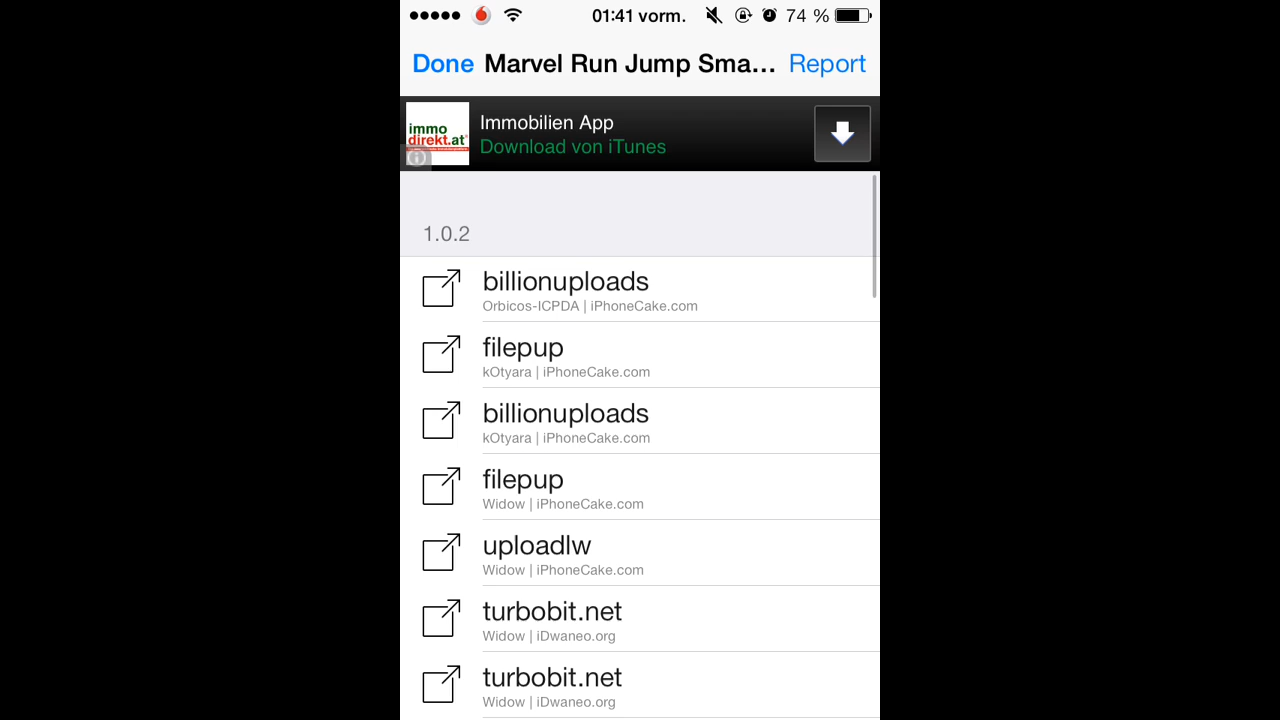 01:41 vorm.
74 %
Done
Marvel Run Jump Sma...
Report
immo
direkt.at
Immobilien App
Download von iTunes
1.0.2
billionuploads
Orbicos-ICPDA | iPhoneCake.com
filepup
kOtyara | iPhoneCake.com
billionuploads
kOtyara | iPhoneCake.com
filepup
Widow | iPhoneCake.com
uploadlw
Widow | iPhoneCake.com
turbobit.net
Widow | iDwaneo.org
turbobit.net
Widow | iDwaneo.org